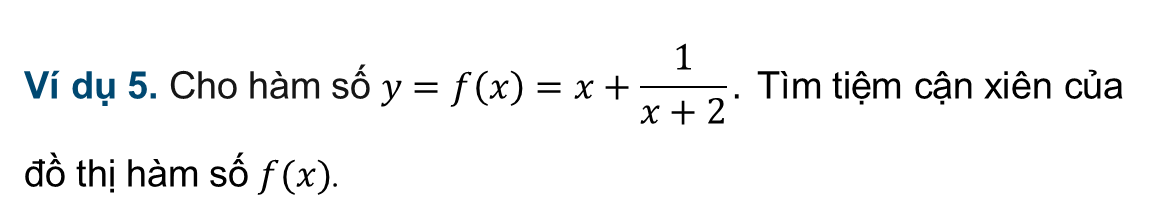 Ví dụ 5. Cho hàm số y = f(x) = x + 1/(x + 2). Tìm tiệm cận xiên của
đồ thị hàm số f(x).